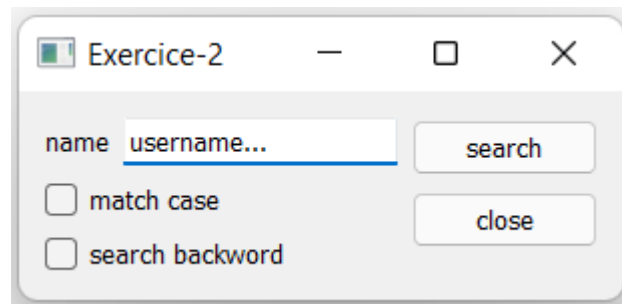 Exercice-2
name username... search
match case
close
search backword